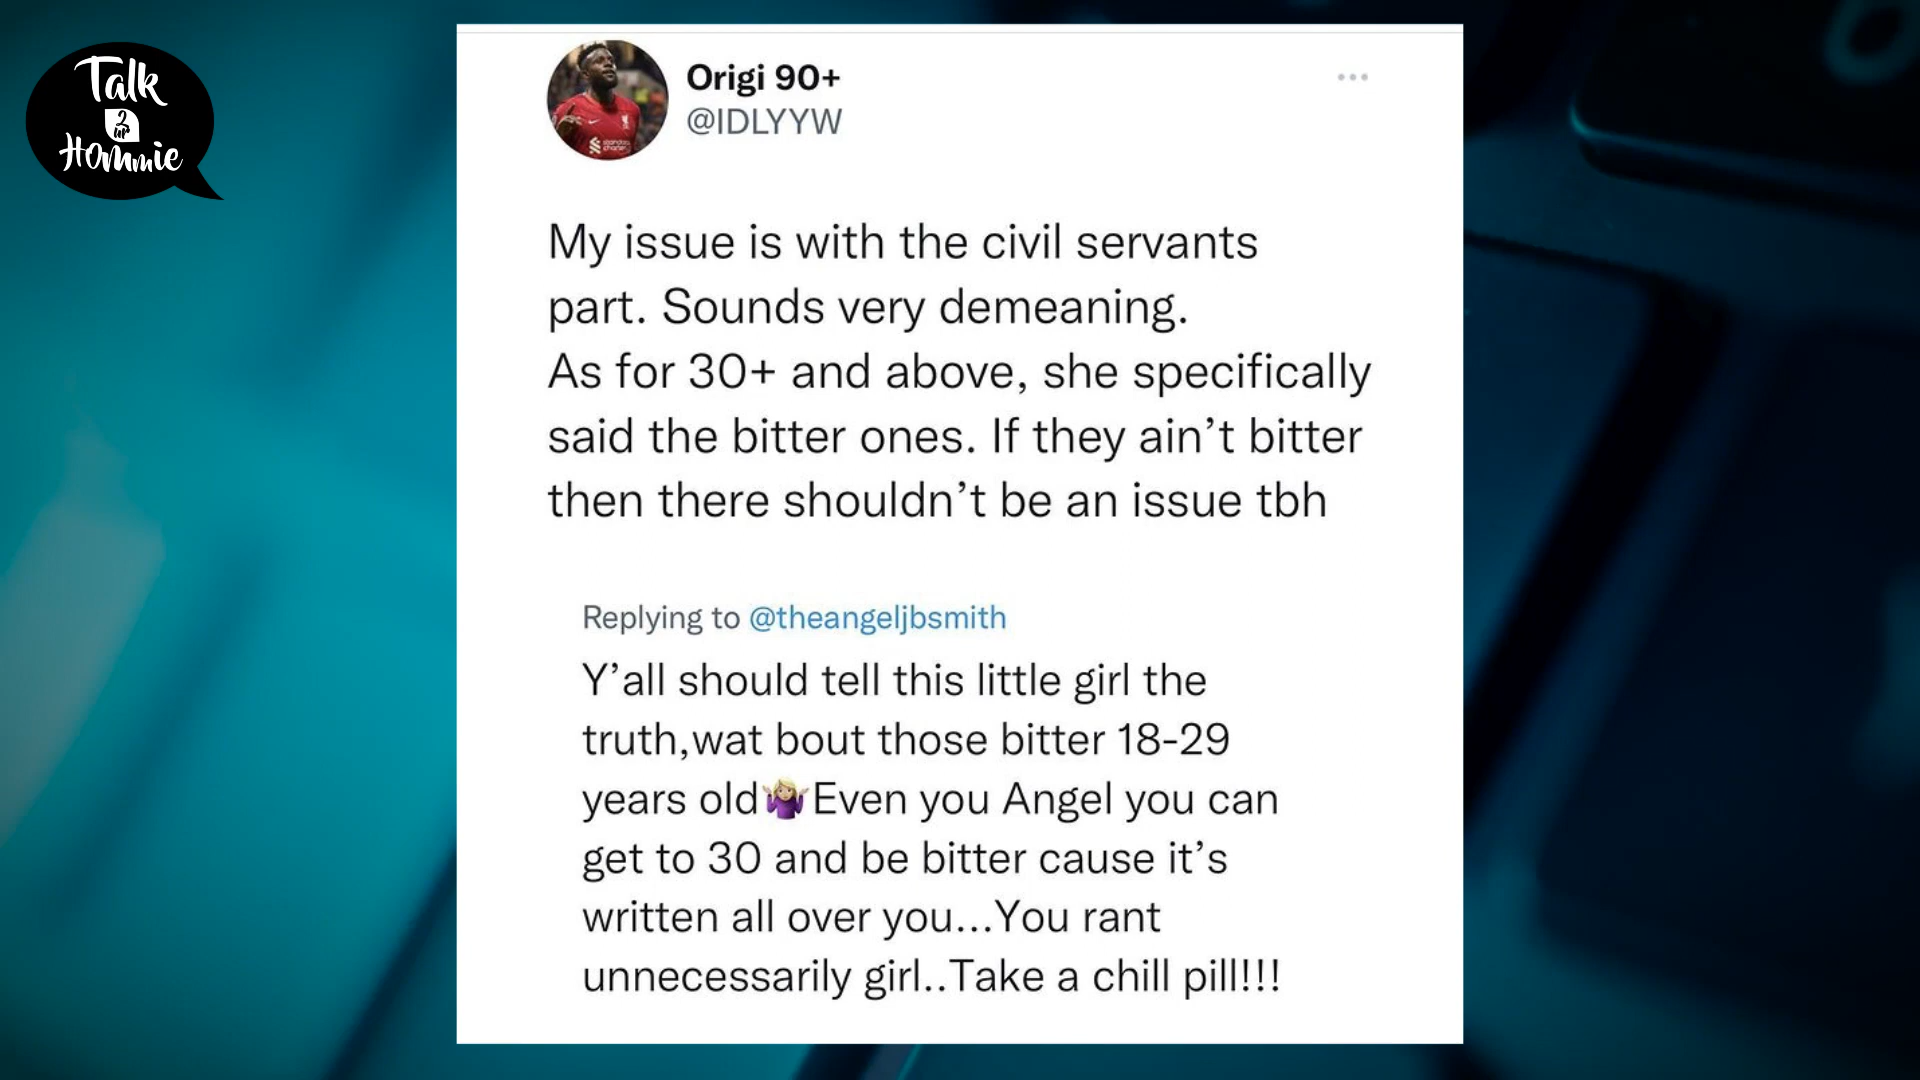 Talk
2
ur
Hommie
Origi 90+
@IDLYYW
standard
chartered
My issue is with the civil servants
part. Sounds very demeaning.
As for 30+ and above, she specifically
said the bitter ones. If they ain’t bitter
then there shouldn’t be an issue tbh
Replying to @theangeljbsmith
Y’all should tell this little girl the
truth,wat bout those bitter 18-29
years old🤷🏼‍♀️Even you Angel you can
get to 30 and be bitter cause it’s
written all over you...You rant
unnecessarily girl..Take a chill pill!!!